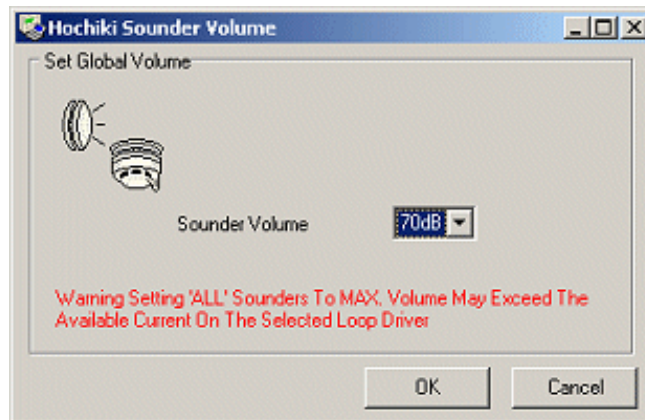 Hochiki Sounder Volume
Set Global Volume
Sounder Volume
70dB
Warning Setting 'ALL' Sounders To MAX. Volume May Exceed The
Available Current On The Selected Loop Driver
OK
Cancel